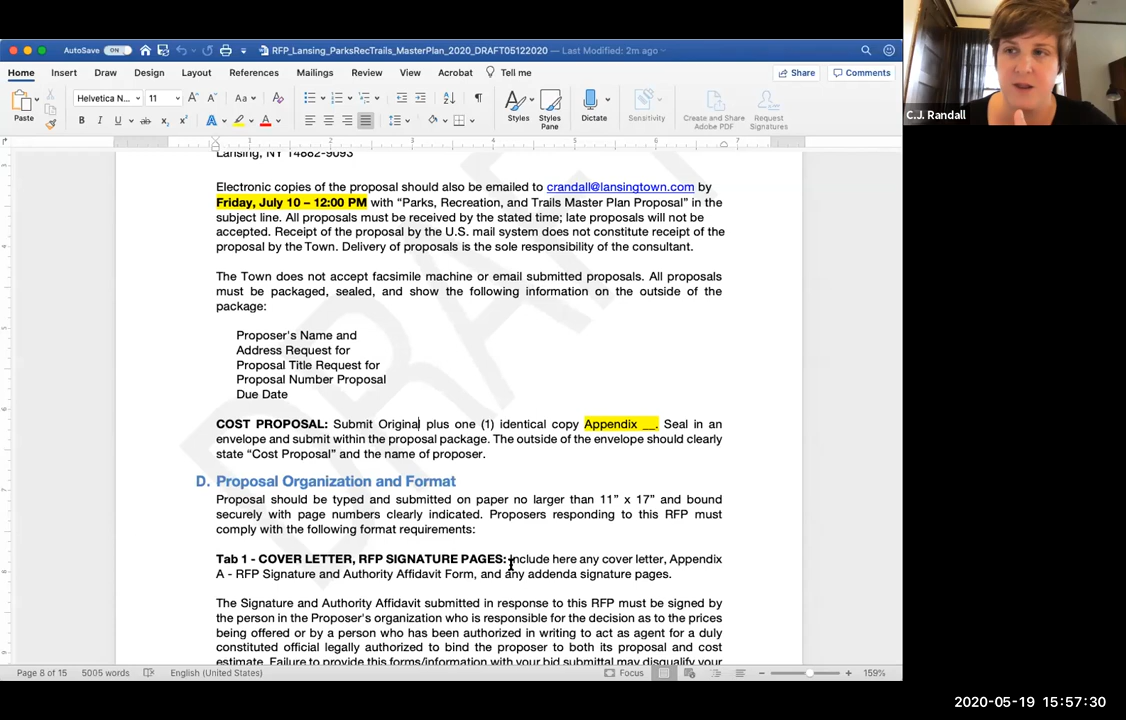 AutoSave ON RFP_Lansing_ParksRecTrails_MasterPlan_2020_DRAFT05122020 — Last Modified: 2m ago
Home Insert Draw Design Layout References Mailings Review View Acrobat Tell me Share Comments
Paste Helvetica N... 11 Styles Styles Pane Dictate Sensitivity Create and Share Adobe PDF Request Signatures
C.J. Randall
DRAFT
Lansing, NY 14882-9093
Electronic copies of the proposal should also be emailed to crandall@lansingtown.com by
Friday, July 10 – 12:00 PM with “Parks, Recreation, and Trails Master Plan Proposal” in the
subject line. All proposals must be received by the stated time; late proposals will not be
accepted. Receipt of the proposal by the U.S. mail system does not constitute receipt of the
proposal by the Town. Delivery of proposals is the sole responsibility of the consultant.
The Town does not accept facsimile machine or email submitted proposals. All proposals
must be packaged, sealed, and show the following information on the outside of the
package:
Proposer's Name and
Address Request for
Proposal Title Request for
Proposal Number Proposal
Due Date
COST PROPOSAL: Submit Original plus one (1) identical copy Appendix __. Seal in an
envelope and submit within the proposal package. The outside of the envelope should clearly
state “Cost Proposal” and the name of proposer.
D. Proposal Organization and Format
Proposal should be typed and submitted on paper no larger than 11” x 17” and bound
securely with page numbers clearly indicated. Proposers responding to this RFP must
comply with the following format requirements:
Tab 1 - COVER LETTER, RFP SIGNATURE PAGES: Include here any cover letter, Appendix
A - RFP Signature and Authority Affidavit Form, and any addenda signature pages.
The Signature and Authority Affidavit submitted in response to this RFP must be signed by
the person in the Proposer's organization who is responsible for the decision as to the prices
being offered or by a person who has been authorized in writing to act as agent for a duly
constituted official legally authorized to bind the proposer to both its proposal and cost
estimate. Failure to provide this forms/information with your bid submittal may disqualify your
Page 8 of 15 5005 words English (United States) Focus 159%
2020-05-19 15:57:30